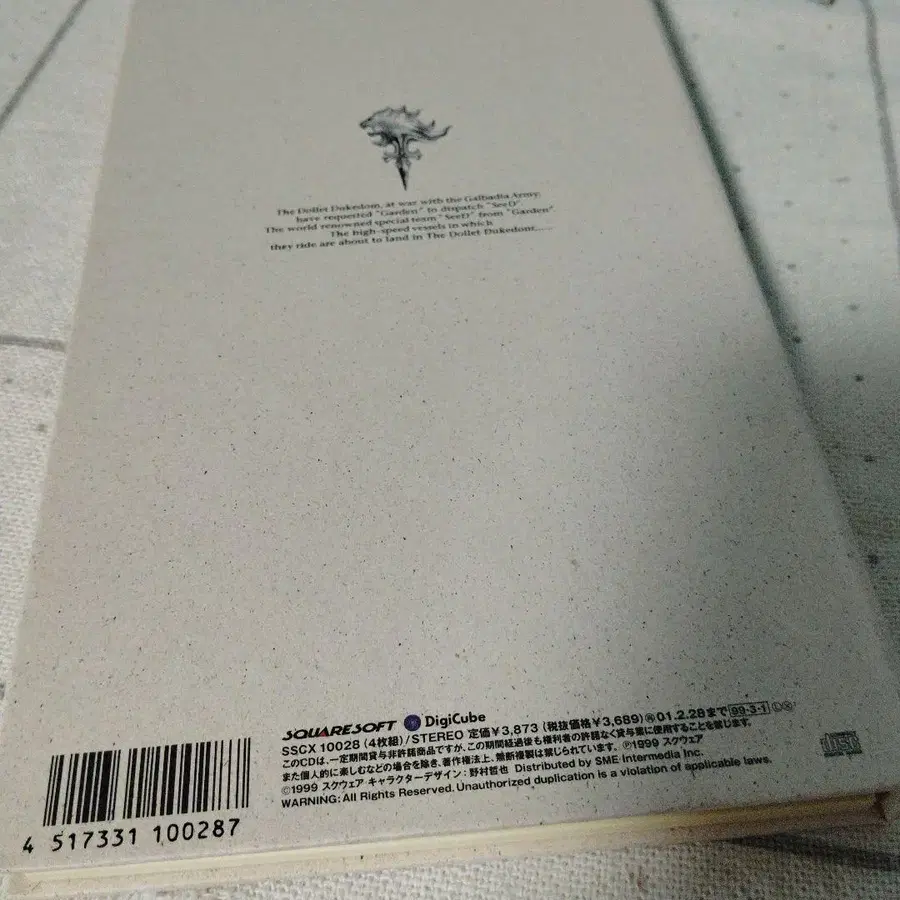 The Dollet Dukedom, at war with the Galbadia Army,
have requested "Garden" to dispatch "SeeD"
The world renowned special team "SeeD" from "Garden"
The high-speed vessels in which
they ride are about to land in The Dollet Dukedom......
SQUARESOFT DigiCube
SSCX 10028 (4枚組)/STEREO 定価¥3,873 (税抜価格¥3,689) Ⓡ01.2.28まで 99-3-1 Ⓛ Ⓧ
このCDは、一定期間貸与非許諾商品ですが、この期間経過後も権利者の許諾なく貸与業に使用することを禁じます。
また個人的に楽しむなどの場合を除き、著作権法上、無断複製は禁じられています。 Ⓟ1999 スクウェア
©1999 スクウェア キャラクターデザイン：野村哲也 Distributed by SME Intermedia Inc.
WARNING: All Rights Reserved. Unauthorized duplication is a violation of applicable laws.
COMPACT disc DIGITAL AUDIO
4 517331 100287